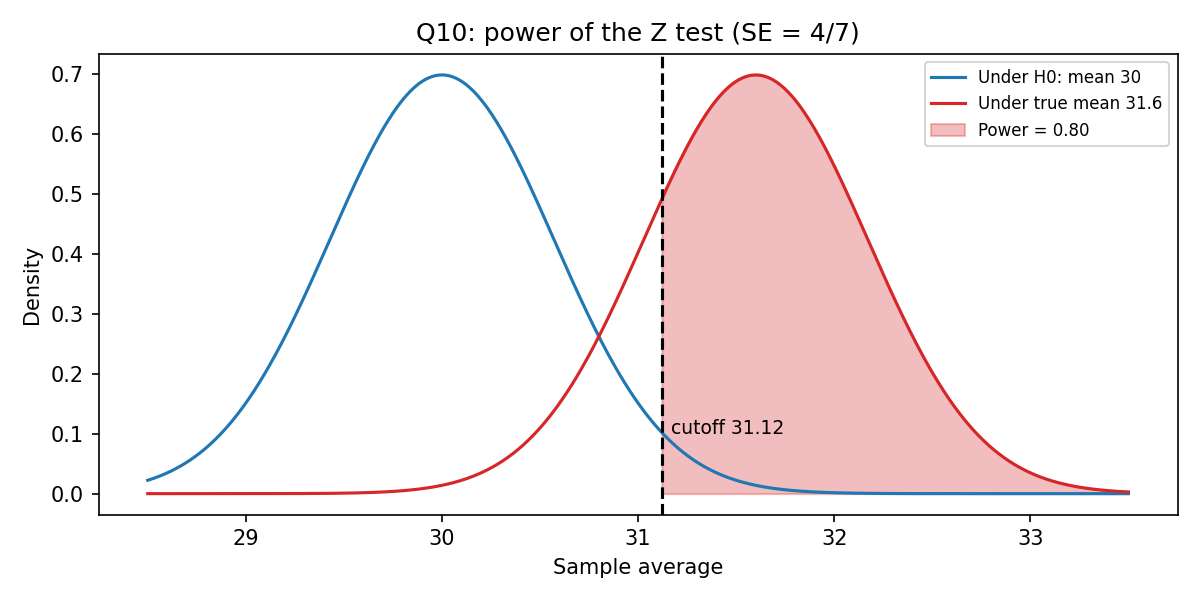 Q10: power of the Z test (SE = 4/7)
Under H0: mean 30
Under true mean 31.6
Power = 0.80
0.7
0.6
0.5
0.4
0.3
0.2
0.1
0.0
Density
cutoff 31.12
29 30 31 32 33
Sample average